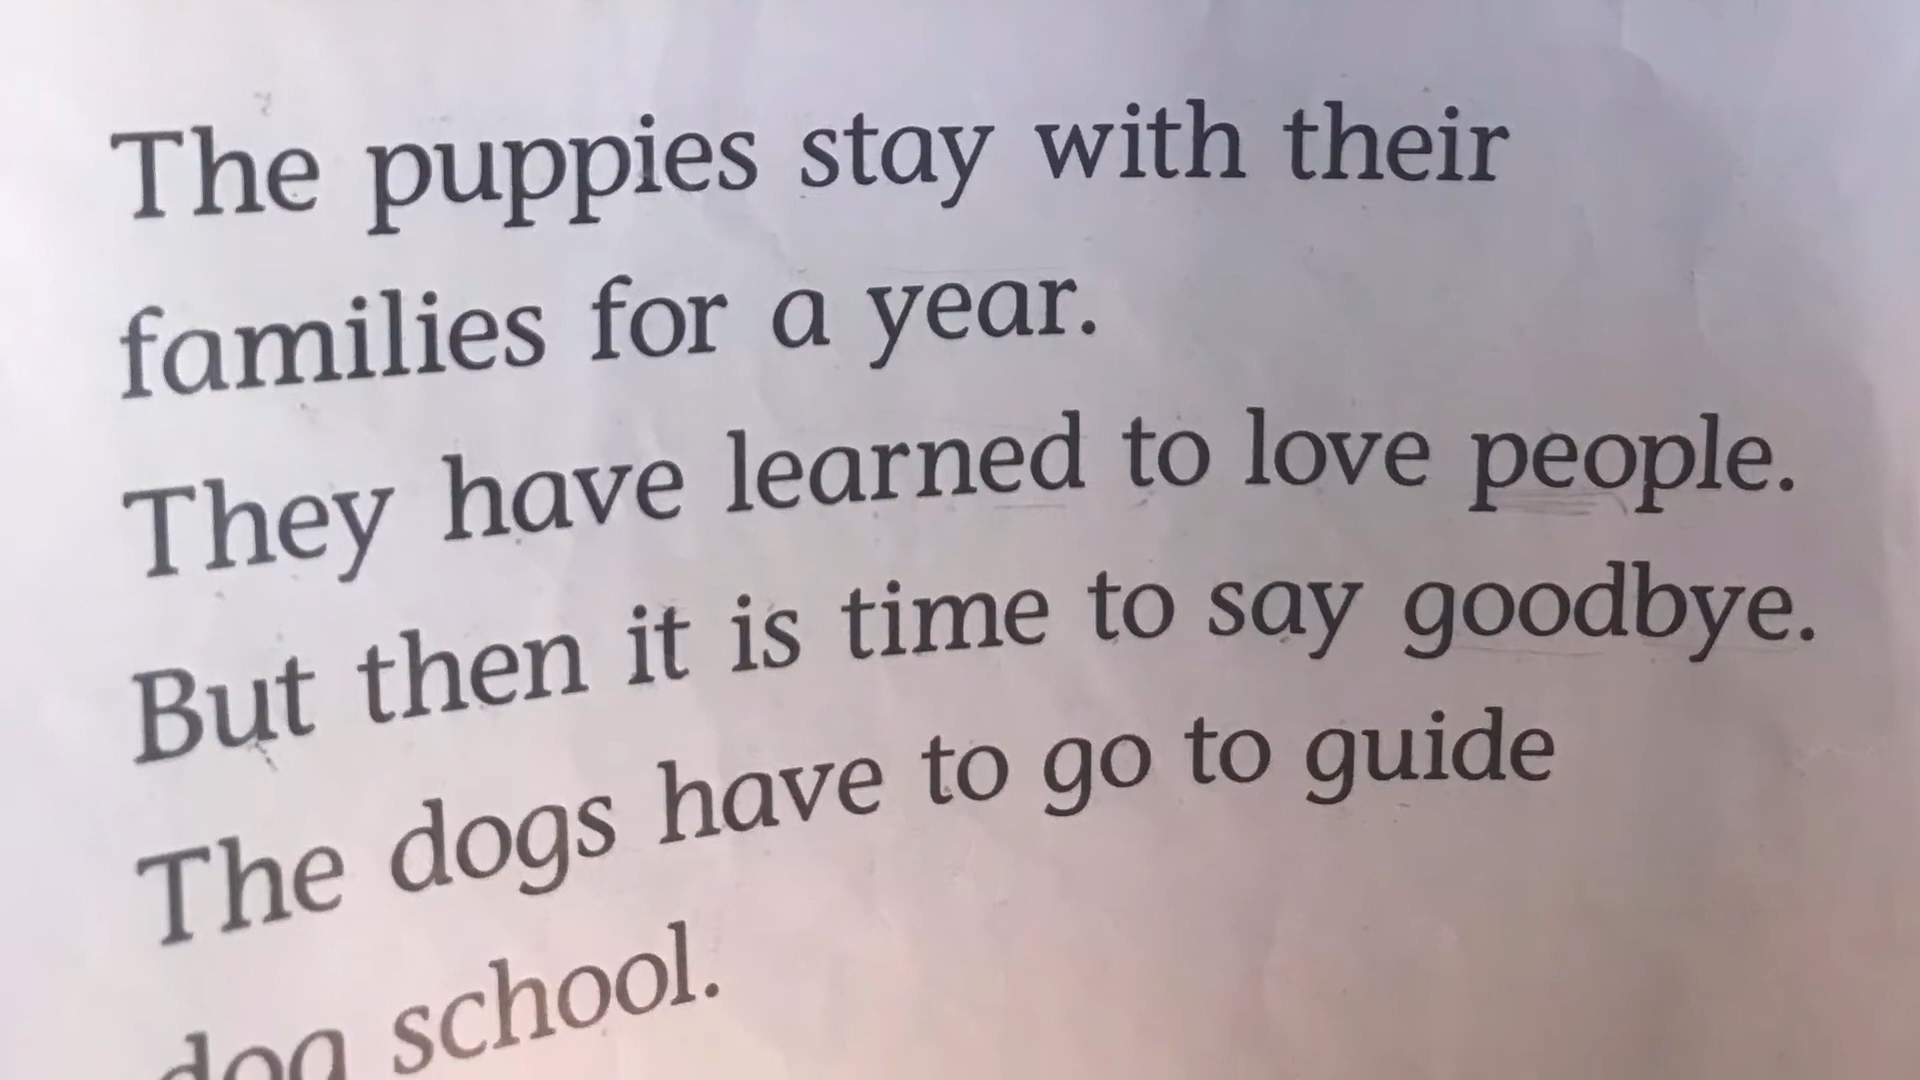 The puppies stay with their
families for a year.
They have learned to love people.
But then it is time to say goodbye.
The dogs have to go to guide
dog school.